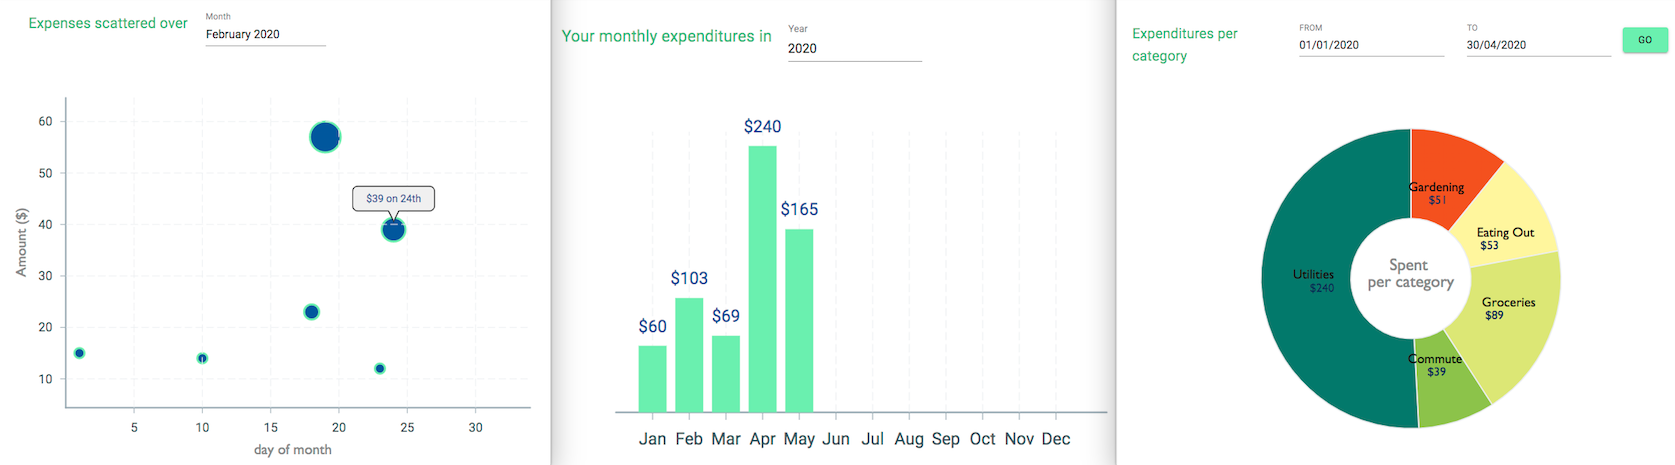 Expenses scattered over
Month
February 2020
60
50
40
30
20
10
Amount ($)
$39 on 24th
5 10 15 20 25 30
day of month
Your monthly expenditures in
Year
2020
$60
$103
$69
$240
$165
Jan Feb Mar Apr May Jun Jul Aug Sep Oct Nov Dec
Expenditures per
category
FROM
01/01/2020
TO
30/04/2020
GO
Gardening
$51
Eating Out
$53
Groceries
$89
Commute
$39
Utilities
$240
Spent
per category